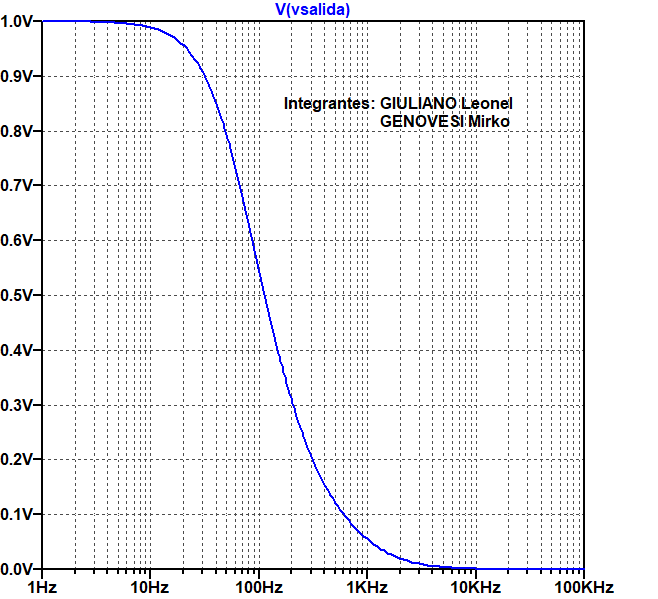 V(vsalida)
1.0V
0.9V
Integrantes: GIULIANO Leonel
GENOVESI Mirko
0.8V
0.7V
0.6V
0.5V
0.4V
0.3V
0.2V
0.1V
0.0V
1Hz 10Hz 100Hz 1KHz 10KHz 100KHz